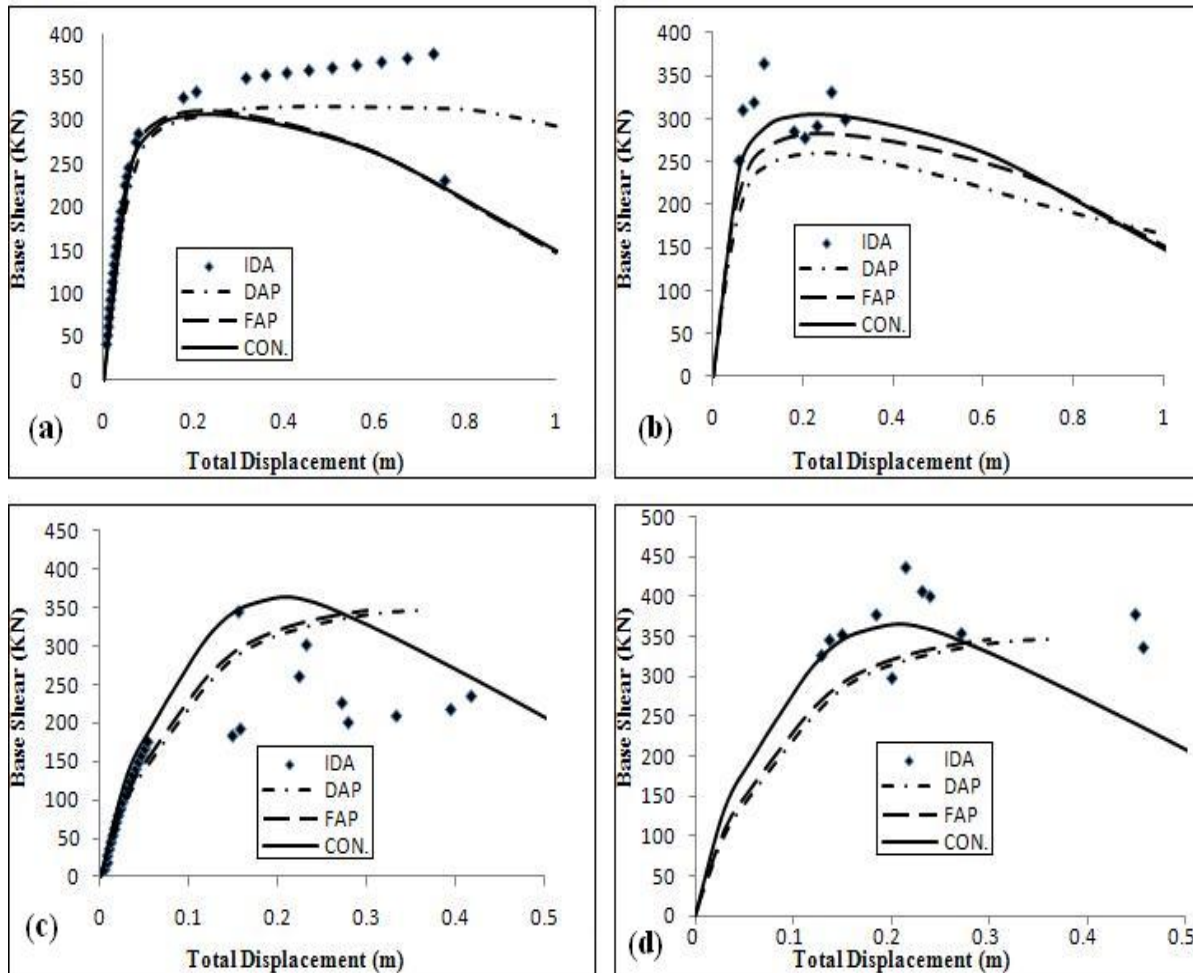 400
350
300
250
200
150
100
50
0
Base Shear (KN)
IDA
DAP
FAP
CON.
0 0.2 0.4 0.6 0.8 1
(a)
Total Displacement (m)
400
350
300
250
200
150
100
50
0
Base Shear (KN)
IDA
DAP
FAP
CON.
0 0.2 0.4 0.6 0.8 1
(b)
Total Displacement (m)
450
400
350
300
250
200
150
100
50
0
Base Shear (KN)
IDA
DAP
FAP
CON.
0 0.1 0.2 0.3 0.4 0.5
(c)
Total Displacement (m)
500
450
400
350
300
250
200
150
100
50
0
Base Shear (KN)
IDA
DAP
FAP
CON.
0 0.1 0.2 0.3 0.4 0.5
(d)
Total Displacement (m)